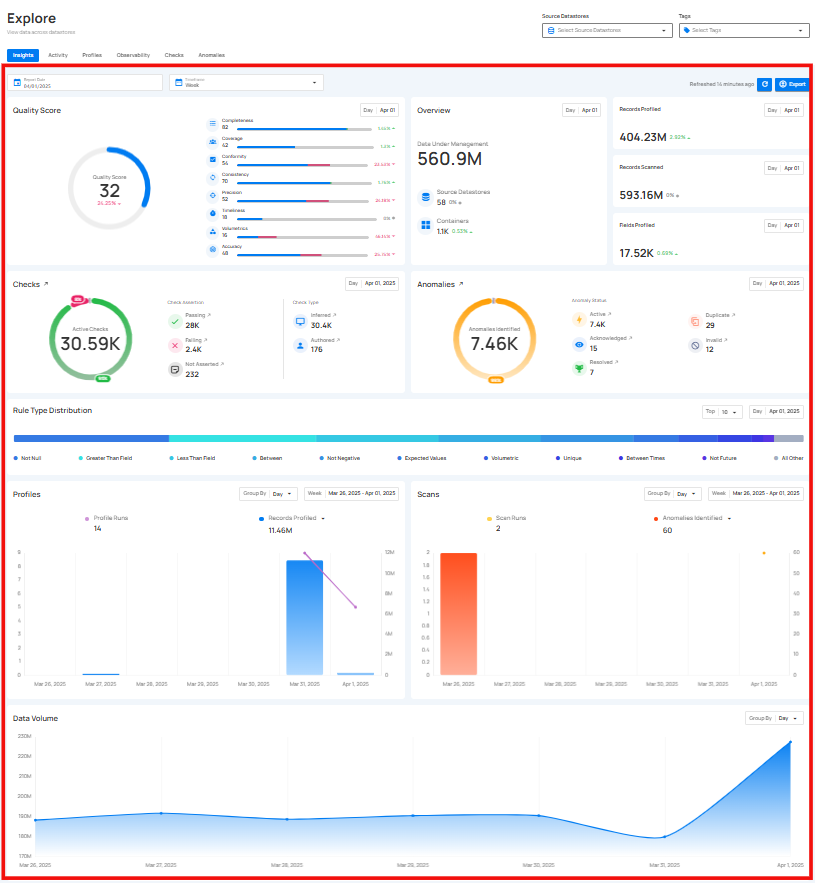 Explore
View data across datastores
Source Datastores
Select Source Datastores
Tags
Select Tags
Insights
Activity
Profiles
Observability
Checks
Anomalies
Report Date
04/01/2025
Timeframe
Week
Refreshed 14 minutes ago
Export
Quality Score
Day
Apr 01
Quality Score
32
24.25%
Completeness
82
Coverage
42
1.2%
Conformity
54
Consistency
70
Precision
52
Timeliness
18
0%
Volumetrics
16
Accuracy
48
Overview
Day
Apr 01
Data Under Management
560.9M
Source Datastores
58 0%
Containers
1.1K 0.53%
Records Profiled
Day
Apr 01
404.23M 2.92%
Records Scanned
Day
Apr 01
593.16M 0%
Fields Profiled
Day
Apr 01
17.52K 0.69%
Checks
Day
Apr 01, 2025
Active Checks
30.59K
Check Assertion
Passing
28K
Failing
2.4K
Not Asserted
232
Check Type
Inferred
30.4K
Authored
176
Anomalies
Day
Apr 01, 2025
Anomalies Identified
7.46K
Anomaly Status
Active
7.4K
Acknowledged
15
Resolved
7
Duplicate
29
Invalid
12
Rule Type Distribution
Top
10
Day
Apr 01, 2025
Not Null
Greater Than Field
Less Than Field
Between
Not Negative
Expected Values
Volumetric
Unique
Between Times
Not Future
All Other
Profiles
Group By
Day
Week
Mar 26, 2025 - Apr 01, 2025
Profile Runs
14
Records Profiled
11.46M
9
8
7
6
5
4
3
2
1
0
12M
10M
8M
6M
4M
2M
0
Mar 26, 2025
Mar 27, 2025
Mar 28, 2025
Mar 29, 2025
Mar 30, 2025
Mar 31, 2025
Apr 1, 2025
Scans
Group By
Day
Week
Mar 26, 2025 - Apr 01, 2025
Scan Runs
2
Anomalies Identified
60
2
1.8
1.6
1.4
1.2
1
0.8
0.6
0.4
0.2
0
60
50
40
30
20
10
0
Mar 26, 2025
Mar 27, 2025
Mar 28, 2025
Mar 29, 2025
Mar 30, 2025
Mar 31, 2025
Apr 1, 2025
Data Volume
Group By
Day
230M
220M
210M
200M
190M
180M
170M
Mar 26, 2025
Mar 27, 2025
Mar 28, 2025
Mar 29, 2025
Mar 30, 2025
Mar 31, 2025
Apr 1, 2025